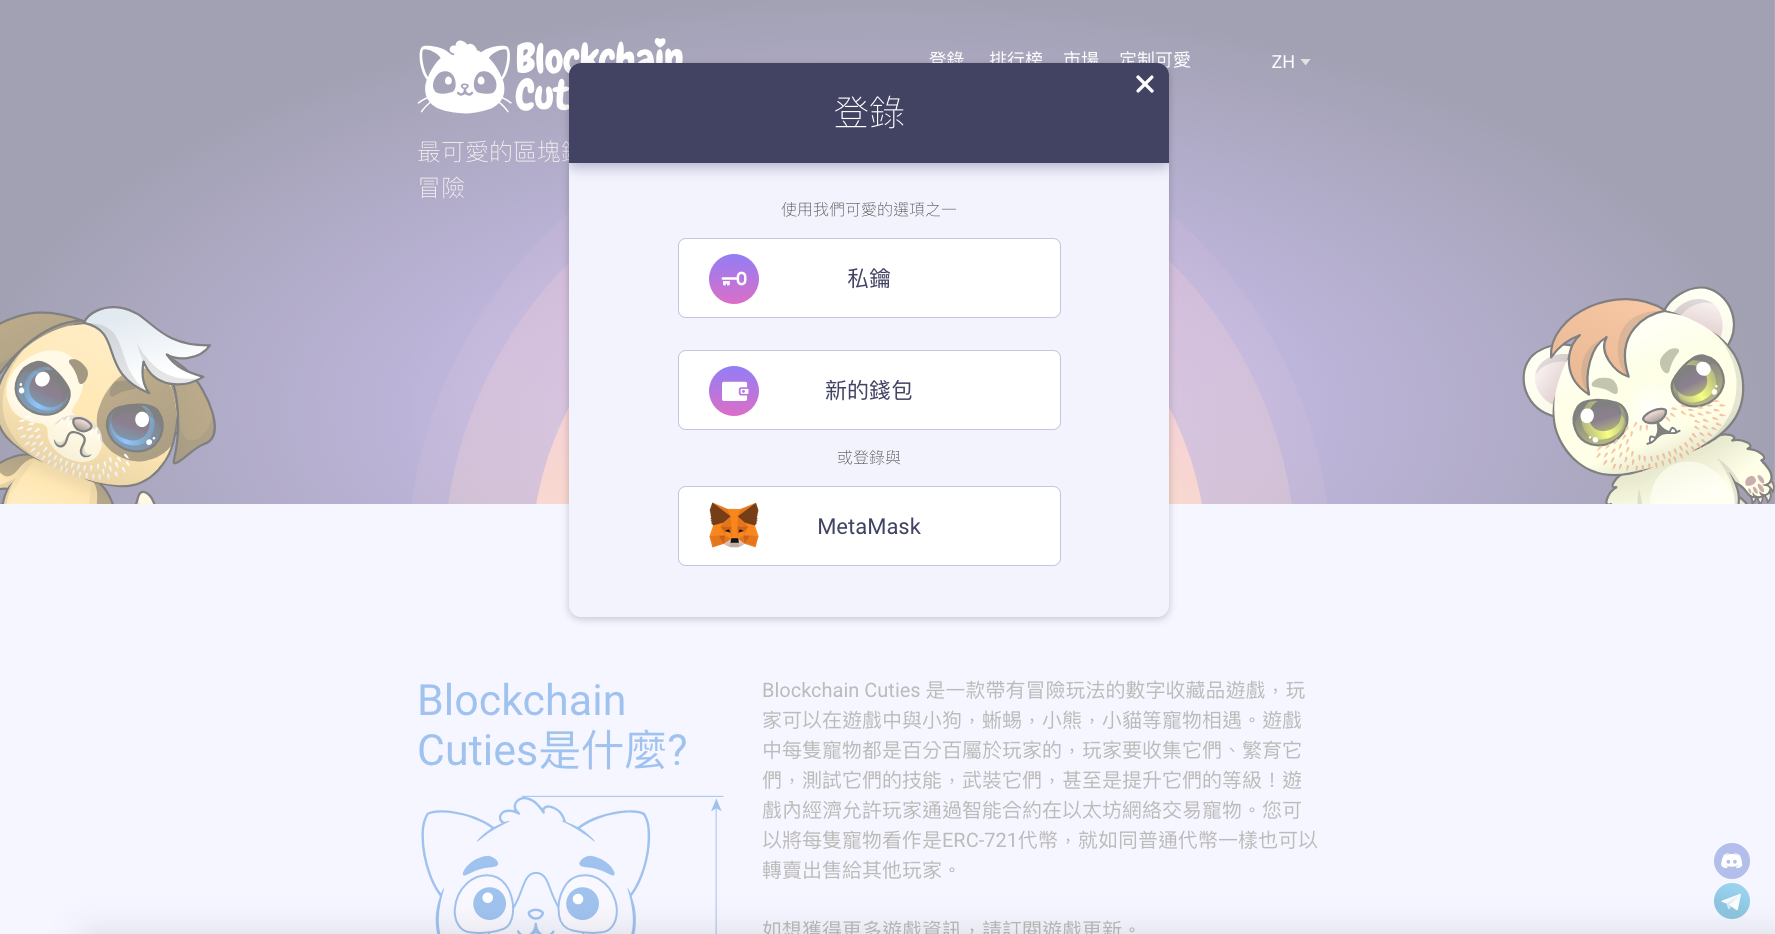 Blockchain
Cut
登錄 排行榜 市場 定制可愛
ZH
最可愛的區塊
冒險
登錄
使用我們可愛的選項之一
私鑰
新的錢包
或登錄與
MetaMask
Blockchain
Cuties是什麼?
Blockchain Cuties 是一款帶有冒險玩法的數字收藏品遊戲，玩
家可以在遊戲中與小狗，蜥蜴，小熊，小貓等寵物相遇。遊戲
中每隻寵物都是百分百屬於玩家的，玩家要收集它們、繁育它
們，測試它們的技能，武裝它們，甚至是提升它們的等級！遊
戲內經濟允許玩家通過智能合約在以太坊網絡交易寵物。您可
以將每隻寵物看作是ERC-721代幣，就如同普通代幣一樣也可以
轉賣出售給其他玩家。
如想獲得更多遊戲資訊，請訂閱遊戲更新。